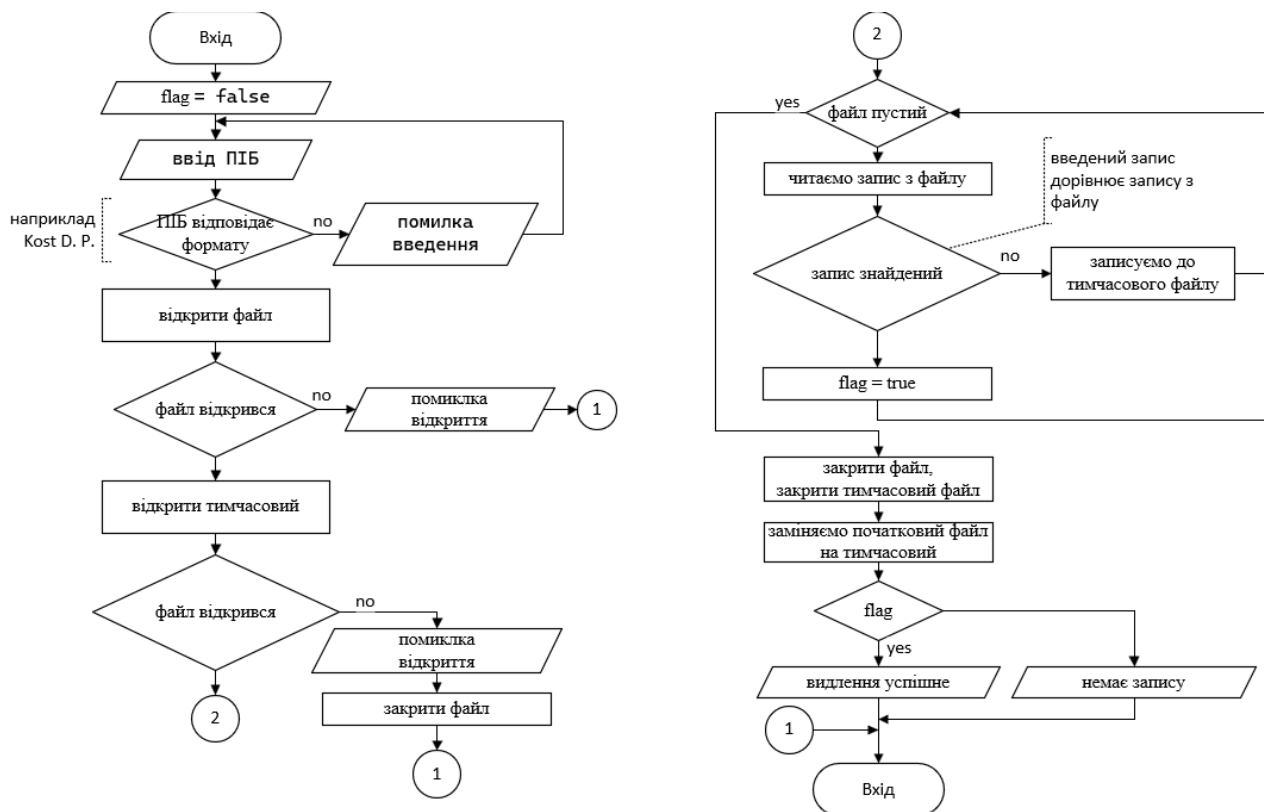 Вхід
flag = false
ввід ПІБ
наприклад
Kost D. P.
ПІБ відповідає
формату
no
помилка
введення
відкрити файл
файл відкрився
no
помиклка
відкриття
1
відкрити тимчасовий
файл відкрився
no
помиклка
відкриття
закрити файл
2
1
2
yes
файл пустий
читаємо запис з файлу
введений запис
дорівнює запису з
файлу
запис знайдений
no
записуємо до
тимчасового файлу
flag = true
закрити файл,
закрити тимчасовий файл
заміняємо початковий файл
на тимчасовий
flag
yes
видлення успішне
немає запису
1
Вхід